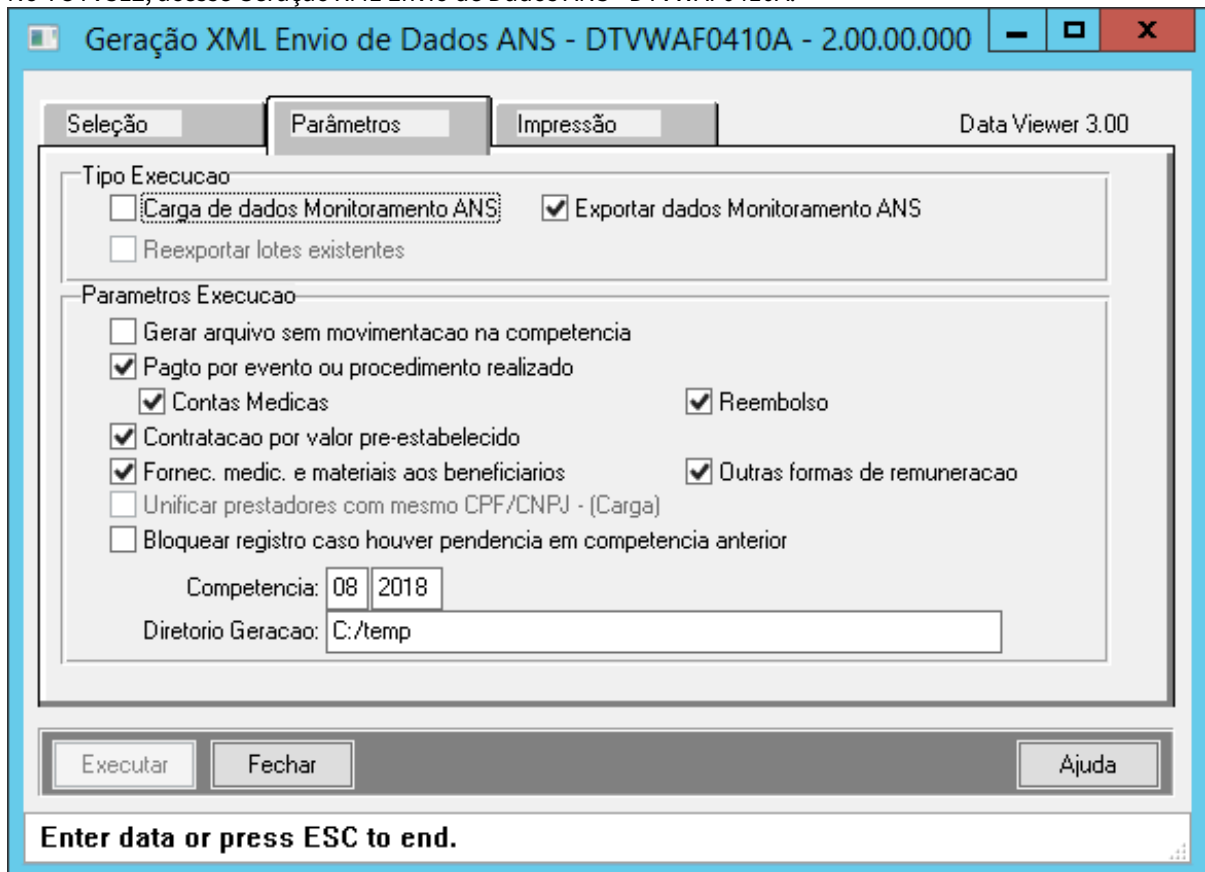 Geração XML Envio de Dados ANS - DTVWAF0410A - 2.00.00.000
Seleção Parâmetros Impressão Data Viewer 3.00
Tipo Execucao
Carga de dados Monitoramento ANS Exportar dados Monitoramento ANS
Reexportar lotes existentes
Parametros Execucao
Gerar arquivo sem movimentacao na competencia
Pagto por evento ou procedimento realizado
Contas Medicas Reembolso
Contratacao por valor pre-estabelecido
Fornec. medic. e materiais aos beneficiarios Outras formas de remuneracao
Unificar prestadores com mesmo CPF/CNPJ - (Carga)
Bloquear registro caso houver pendencia em competencia anterior
Competencia: 08 2018
Diretorio Geracao: C:/temp
Executar Fechar Ajuda
Enter data or press ESC to end.